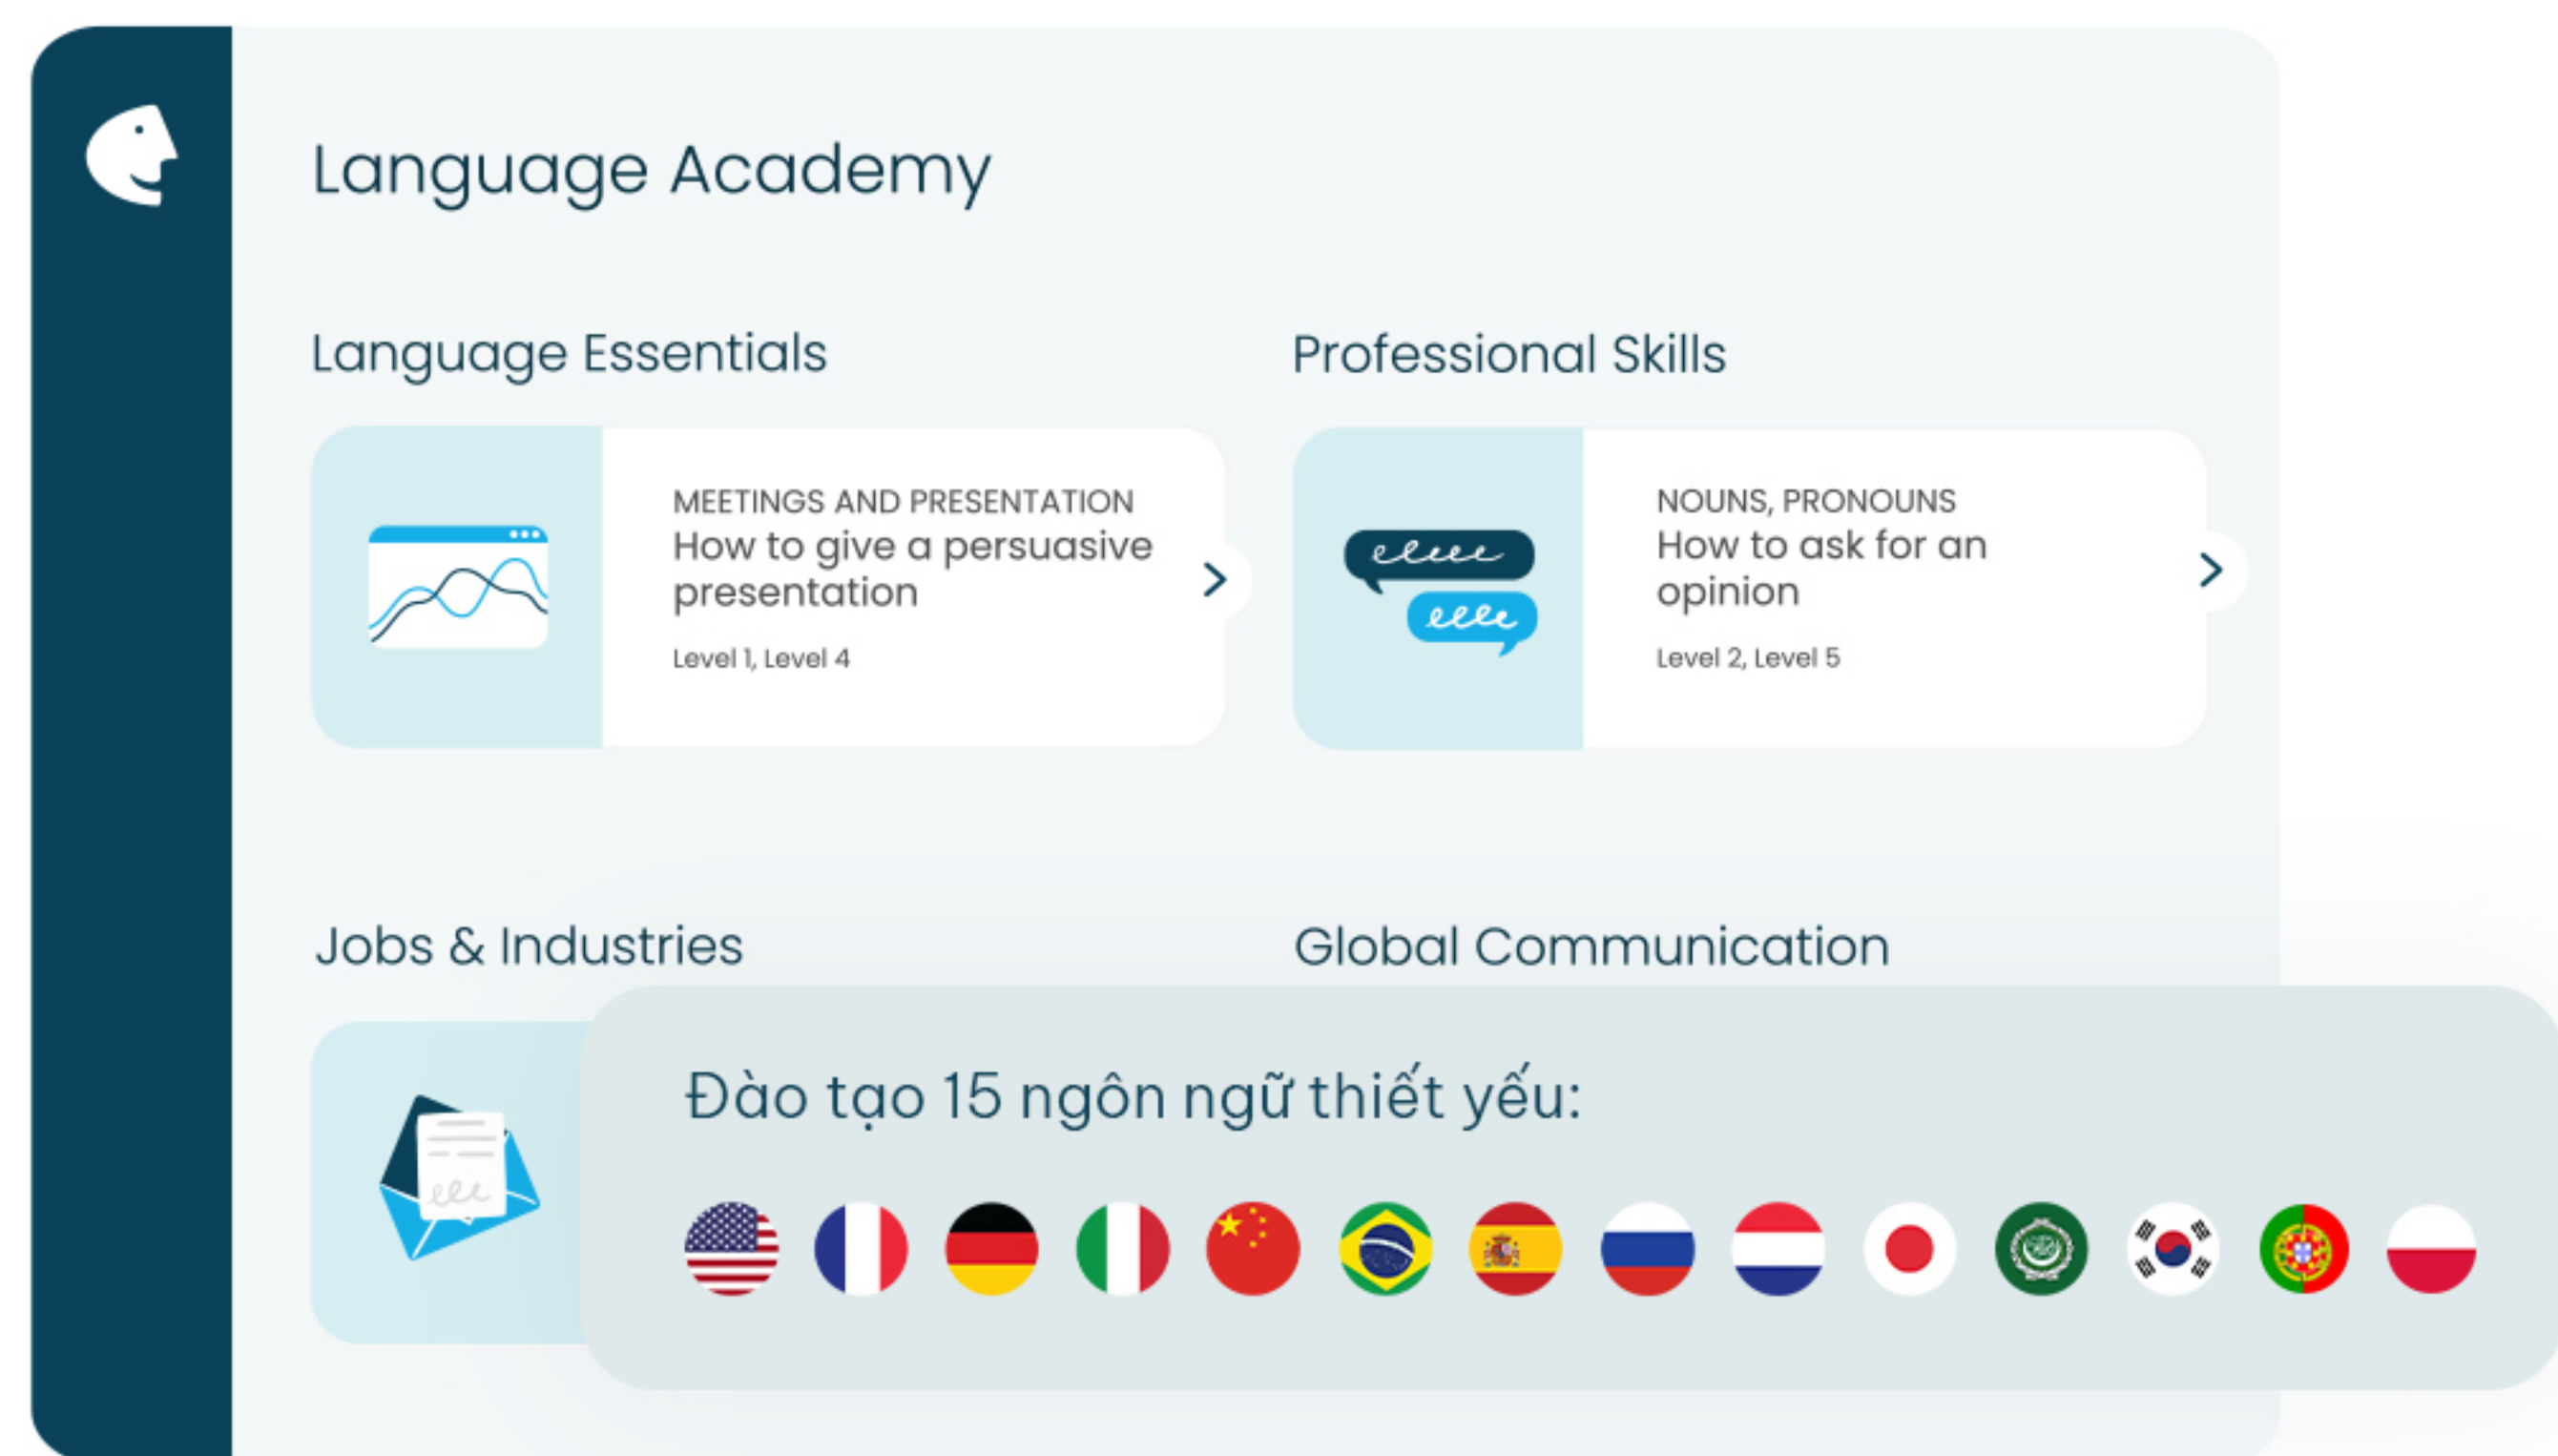 Language Academy
Language Essentials
MEETINGS AND PRESENTATION
How to give a persuasive
presentation
Level 1, Level 4
Professional Skills
NOUNS, PRONOUNS
How to ask for an
opinion
Level 2, Level 5
Jobs & Industries
Global Communication
Đào tạo 15 ngôn ngữ thiết yếu: